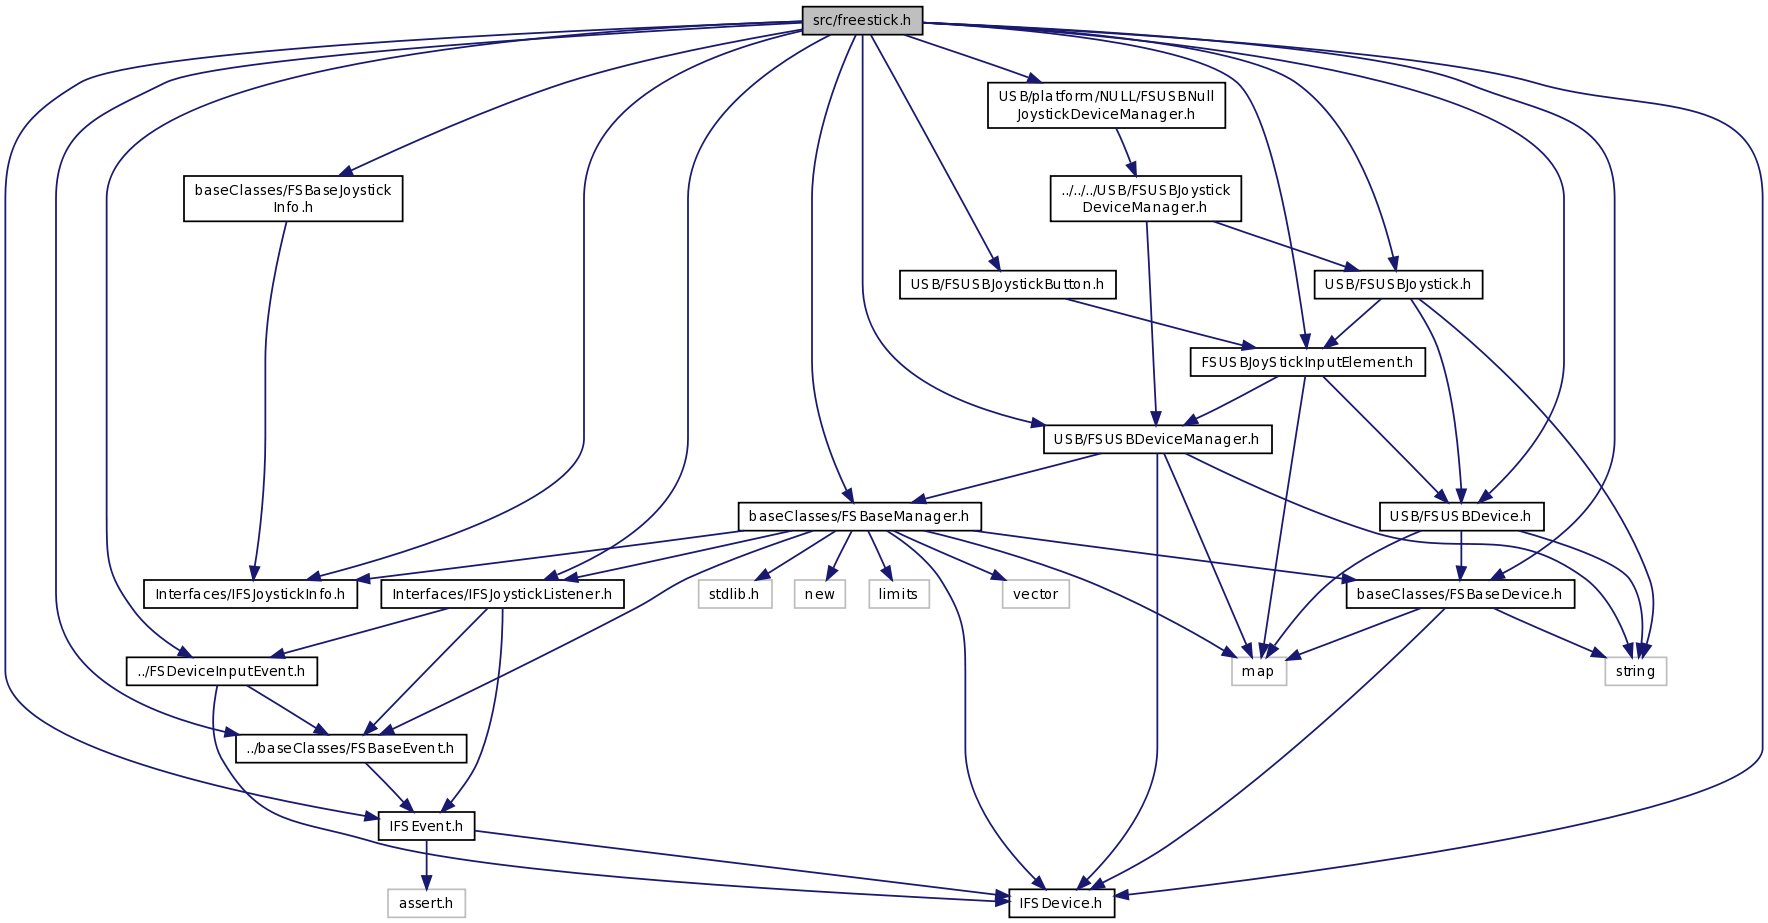 src/freestick.h
USB/platform/NULL/FSUSBNull
JoystickDeviceManager.h
baseClasses/FSBaseJoystick
Info.h
../../../USB/FSUSBJoystick
DeviceManager.h
USB/FSUSBJoystickButton.h
USB/FSUSBJoystick.h
FSUSBJoyStickInputElement.h
USB/FSUSBDeviceManager.h
baseClasses/FSBaseManager.h
USB/FSUSBDevice.h
Interfaces/IFSJoystickInfo.h
Interfaces/IFSJoystickListener.h
stdlib.h
new
limits
vector
baseClasses/FSBaseDevice.h
../FSDeviceInputEvent.h
map
string
../baseClasses/FSBaseEvent.h
IFSEvent.h
assert.h
IFSDevice.h